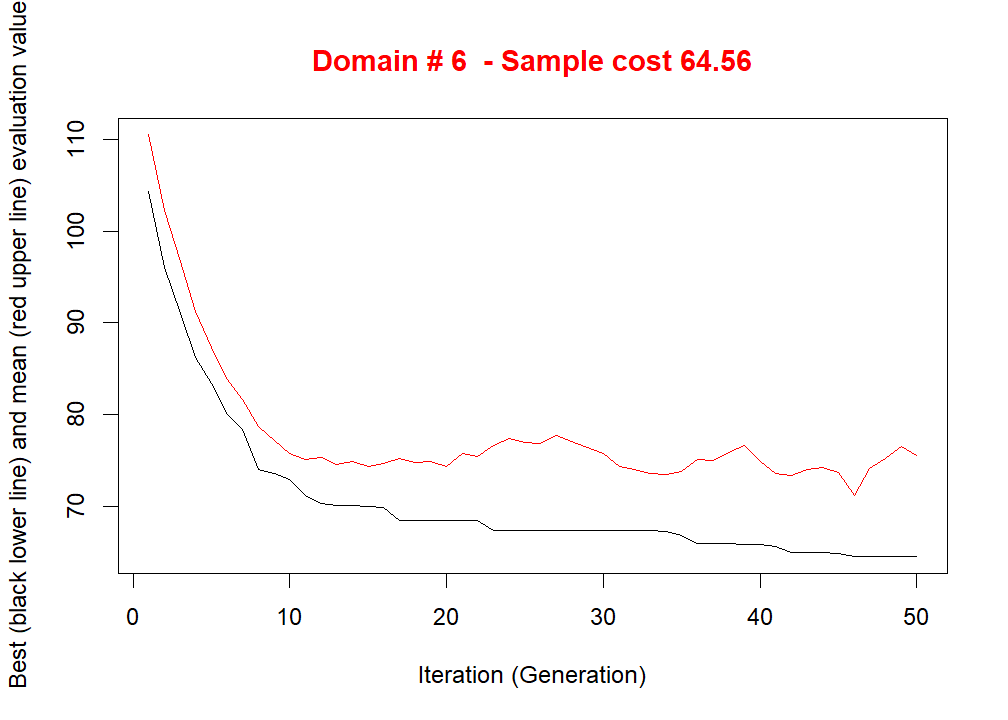 Domain # 6  - Sample cost 64.56
Best (black lower line) and mean (red upper line) evaluation value
110
100
90
80
70
0 10 20 30 40 50
Iteration (Generation)